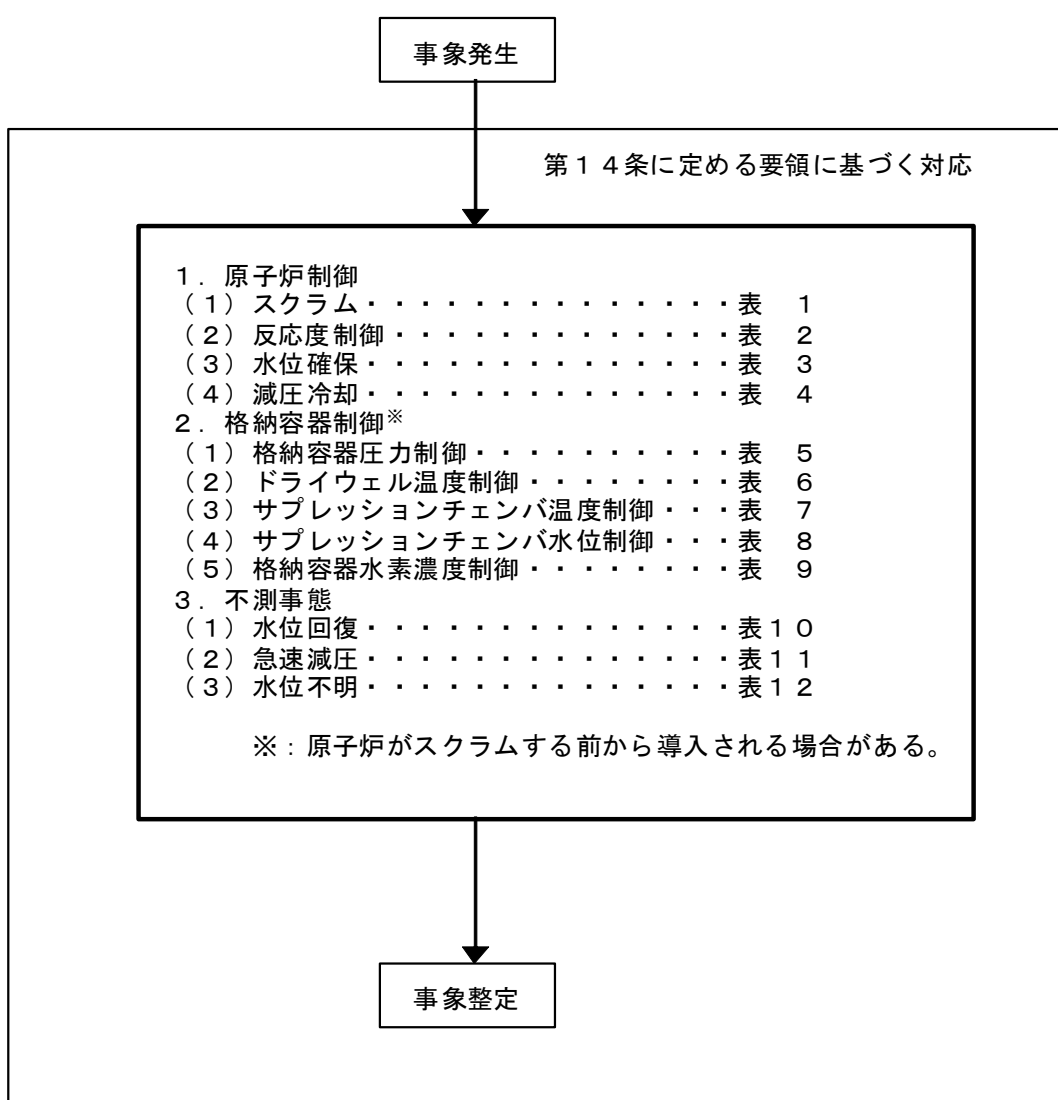 事象発生
第１４条に定める要領に基づく対応
１．原子炉制御
（１）スクラム・・・・・・・・・・・・・・表　１
（２）反応度制御・・・・・・・・・・・・・表　２
（３）水位確保・・・・・・・・・・・・・・表　３
（４）減圧冷却・・・・・・・・・・・・・・表　４
２．格納容器制御※
（１）格納容器圧力制御・・・・・・・・・・表　５
（２）ドライウェル温度制御・・・・・・・・表　６
（３）サプレッションチェンバ温度制御・・・表　７
（４）サプレッションチェンバ水位制御・・・表　８
（５）格納容器水素濃度制御・・・・・・・・表　９
３．不測事態
（１）水位回復・・・・・・・・・・・・・・表１０
（２）急速減圧・・・・・・・・・・・・・・表１１
（３）水位不明・・・・・・・・・・・・・・表１２
※：原子炉がスクラムする前から導入される場合がある。
事象整定